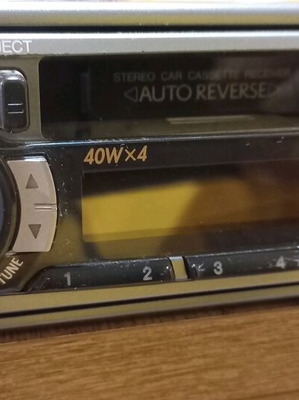 JECT
STEREO CAR CASSETTE RECEIVER
◁AUTO REVERSE▷
40W×4
TUNE
1 2 3 4